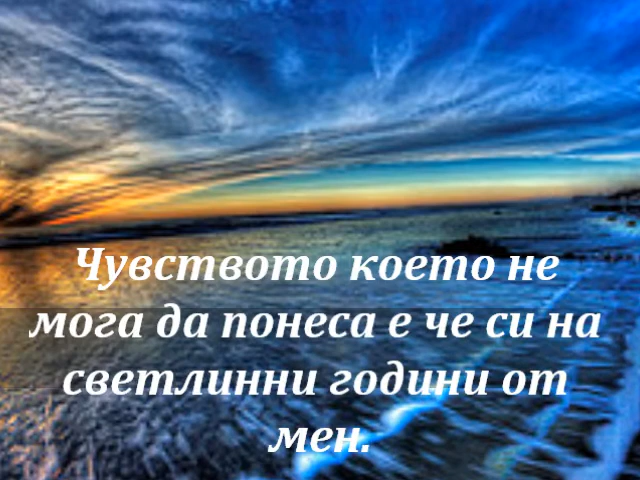 Чувството което не
мога да понеса е че си на
светлинни години от
мен.